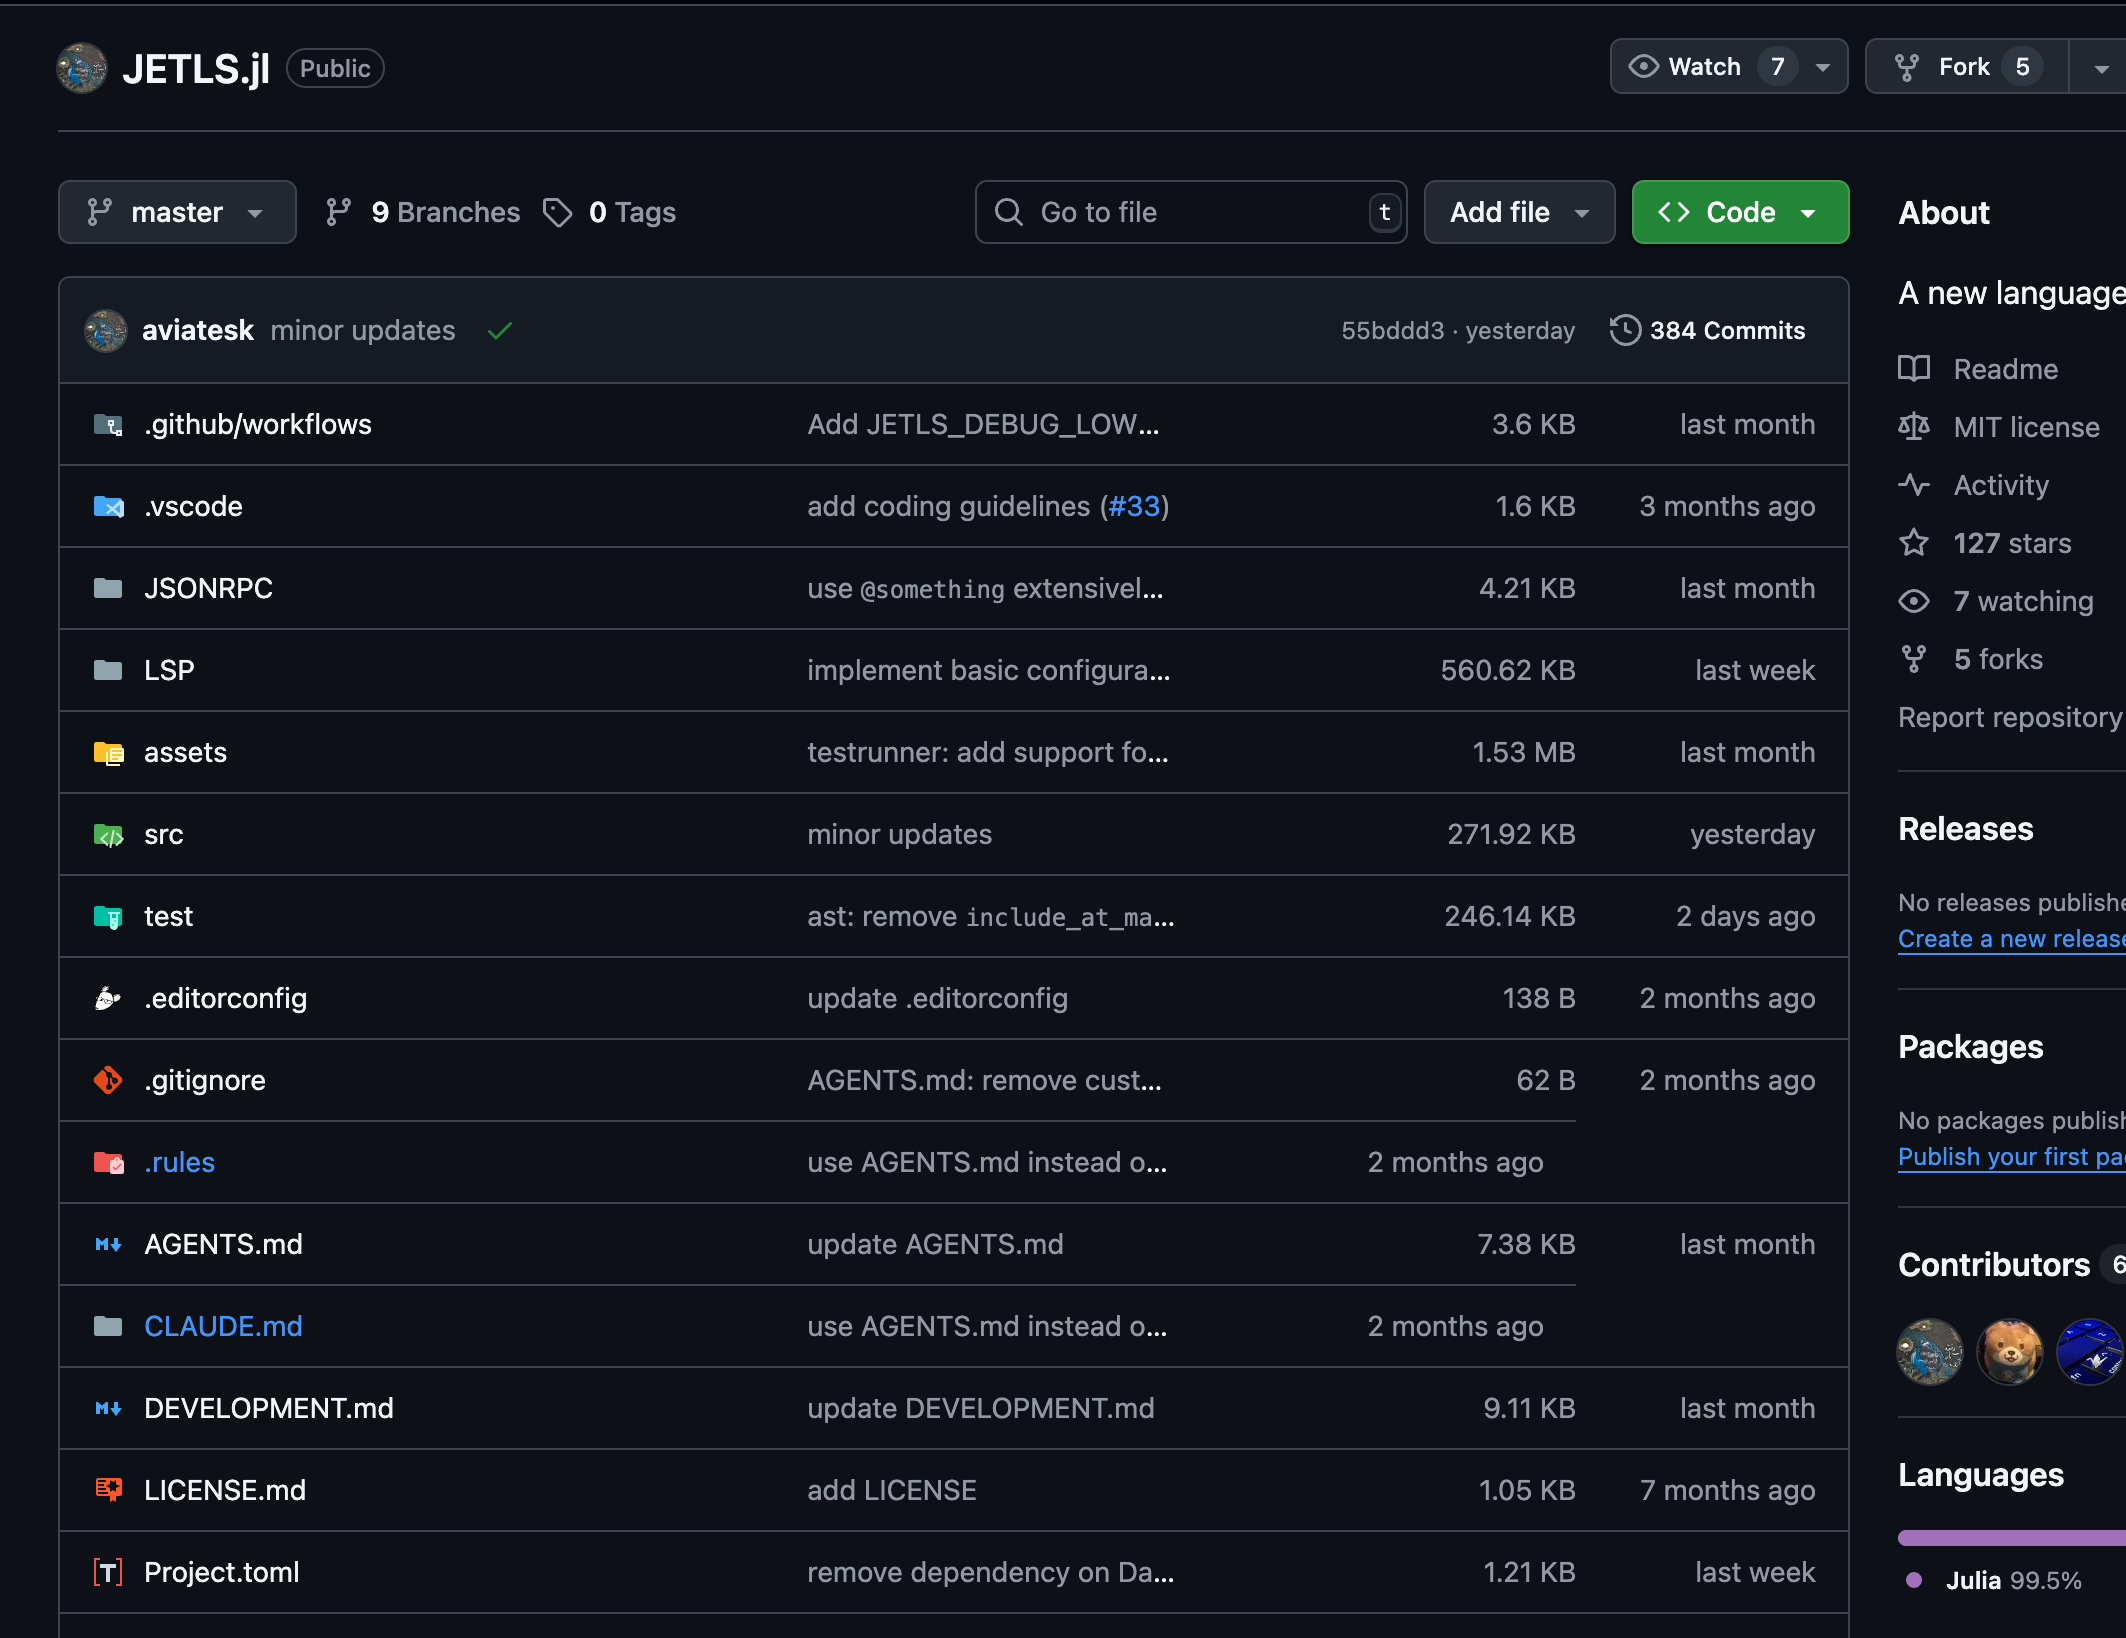 JETLS.jl Public
Watch 7
Fork 5
master
9 Branches
0 Tags
Go to file t
Add file
Code
aviatesk minor updates 55bddd3 · yesterday 384 Commits
.github/workflows Add JETLS_DEBUG_LOW... 3.6 KB last month
.vscode add coding guidelines (#33) 1.6 KB 3 months ago
JSONRPC use @something extensivel... 4.21 KB last month
LSP implement basic configura... 560.62 KB last week
assets testrunner: add support fo... 1.53 MB last month
src minor updates 271.92 KB yesterday
test ast: remove include_at_ma... 246.14 KB 2 days ago
.editorconfig update .editorconfig 138 B 2 months ago
.gitignore AGENTS.md: remove cust... 62 B 2 months ago
.rules use AGENTS.md instead o... 2 months ago
AGENTS.md update AGENTS.md 7.38 KB last month
CLAUDE.md use AGENTS.md instead o... 2 months ago
DEVELOPMENT.md update DEVELOPMENT.md 9.11 KB last month
LICENSE.md add LICENSE 1.05 KB 7 months ago
Project.toml remove dependency on Da... 1.21 KB last week
About
A new language
Readme
MIT license
Activity
127 stars
7 watching
5 forks
Report repository
Releases
No releases publishe
Create a new release
Packages
No packages publish
Publish your first pa
Contributors 6
Languages
Julia 99.5%